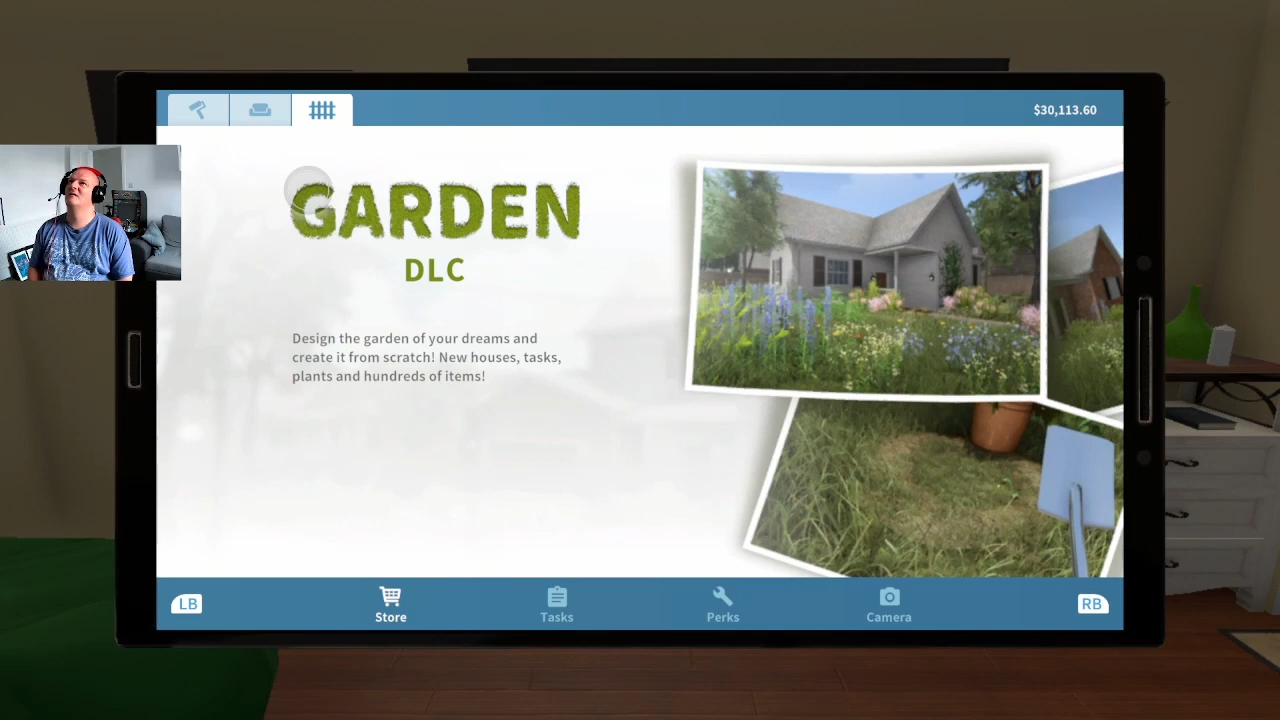 $30,113.60
GARDEN
DLC
Design the garden of your dreams and
create it from scratch! New houses, tasks,
plants and hundreds of items!
LB
Store
Tasks
Perks
Camera
RB